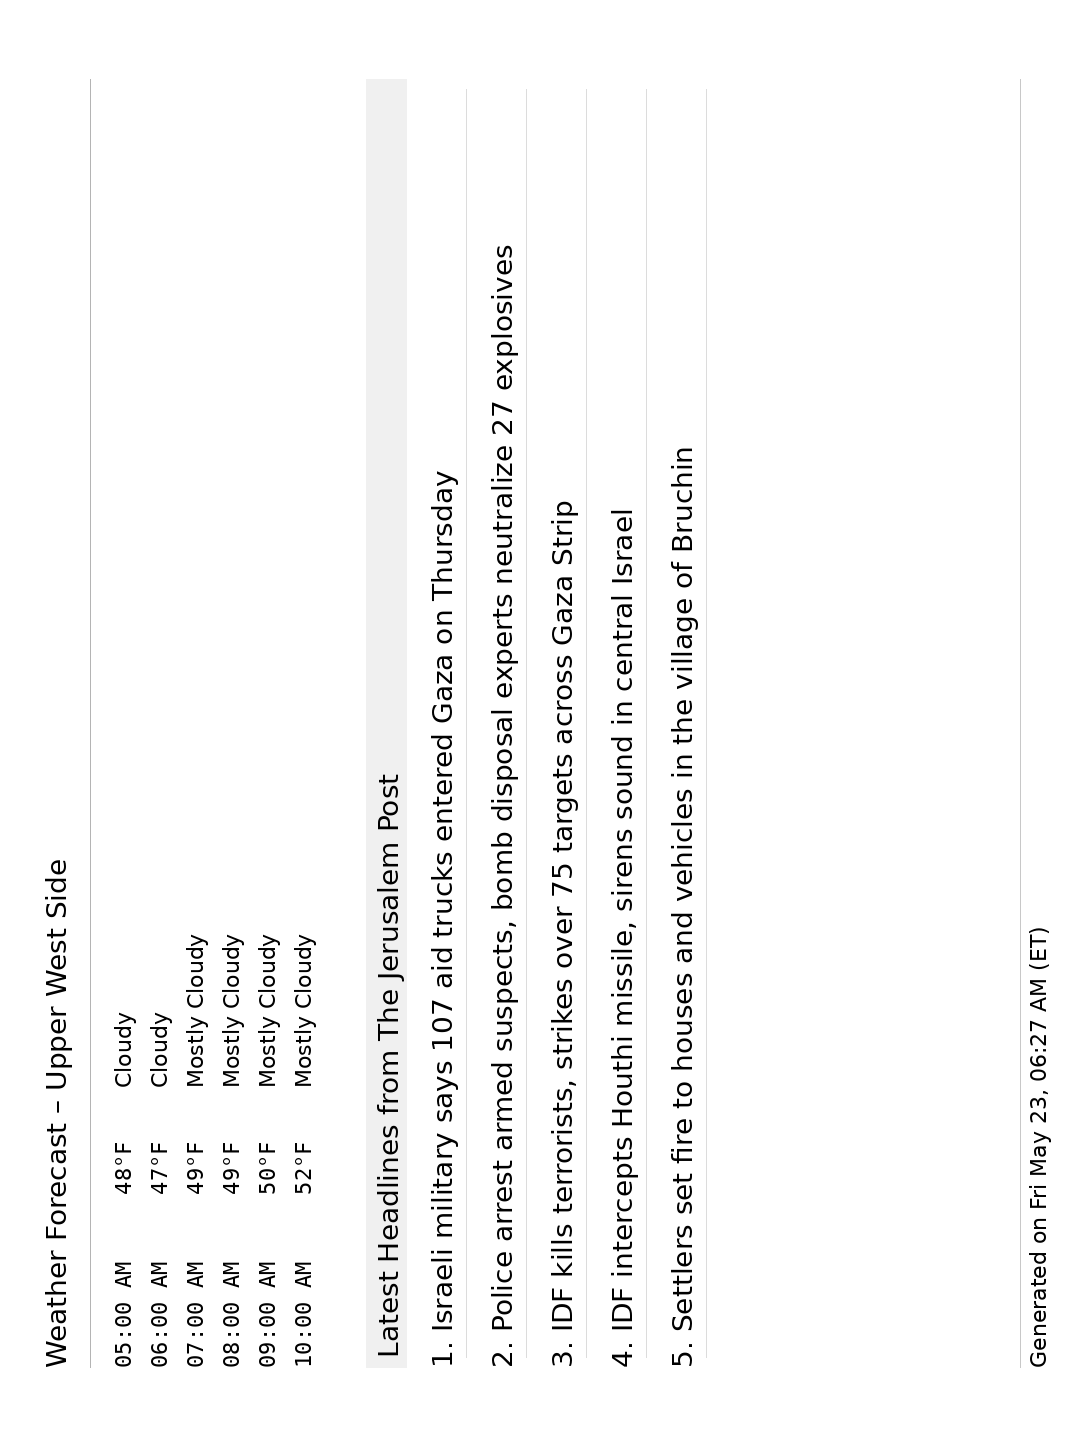 Weather Forecast – Upper West Side
05:00 AM 48°F Cloudy
06:00 AM 47°F Cloudy
07:00 AM 49°F Mostly Cloudy
08:00 AM 49°F Mostly Cloudy
09:00 AM 50°F Mostly Cloudy
10:00 AM 52°F Mostly Cloudy
Latest Headlines from The Jerusalem Post
1. Israeli military says 107 aid trucks entered Gaza on Thursday
2. Police arrest armed suspects, bomb disposal experts neutralize 27 explosives
3. IDF kills terrorists, strikes over 75 targets across Gaza Strip
4. IDF intercepts Houthi missile, sirens sound in central Israel
5. Settlers set fire to houses and vehicles in the village of Bruchin
Generated on Fri May 23, 06:27 AM (ET)